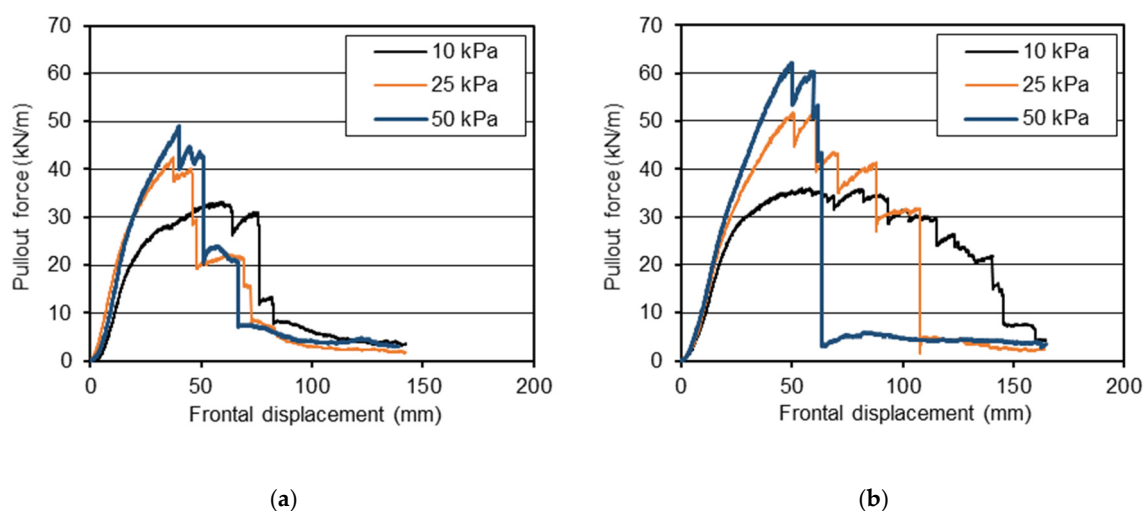 70
60
50
40
30
20
10
0
Pullout force (kN/m)
10 kPa
25 kPa
50 kPa
0 50 100 150 200
Frontal displacement (mm)
(a)
70
60
50
40
30
20
10
0
Pullout force (kN/m)
10 kPa
25 kPa
50 kPa
0 50 100 150 200
Frontal displacement (mm)
(b)